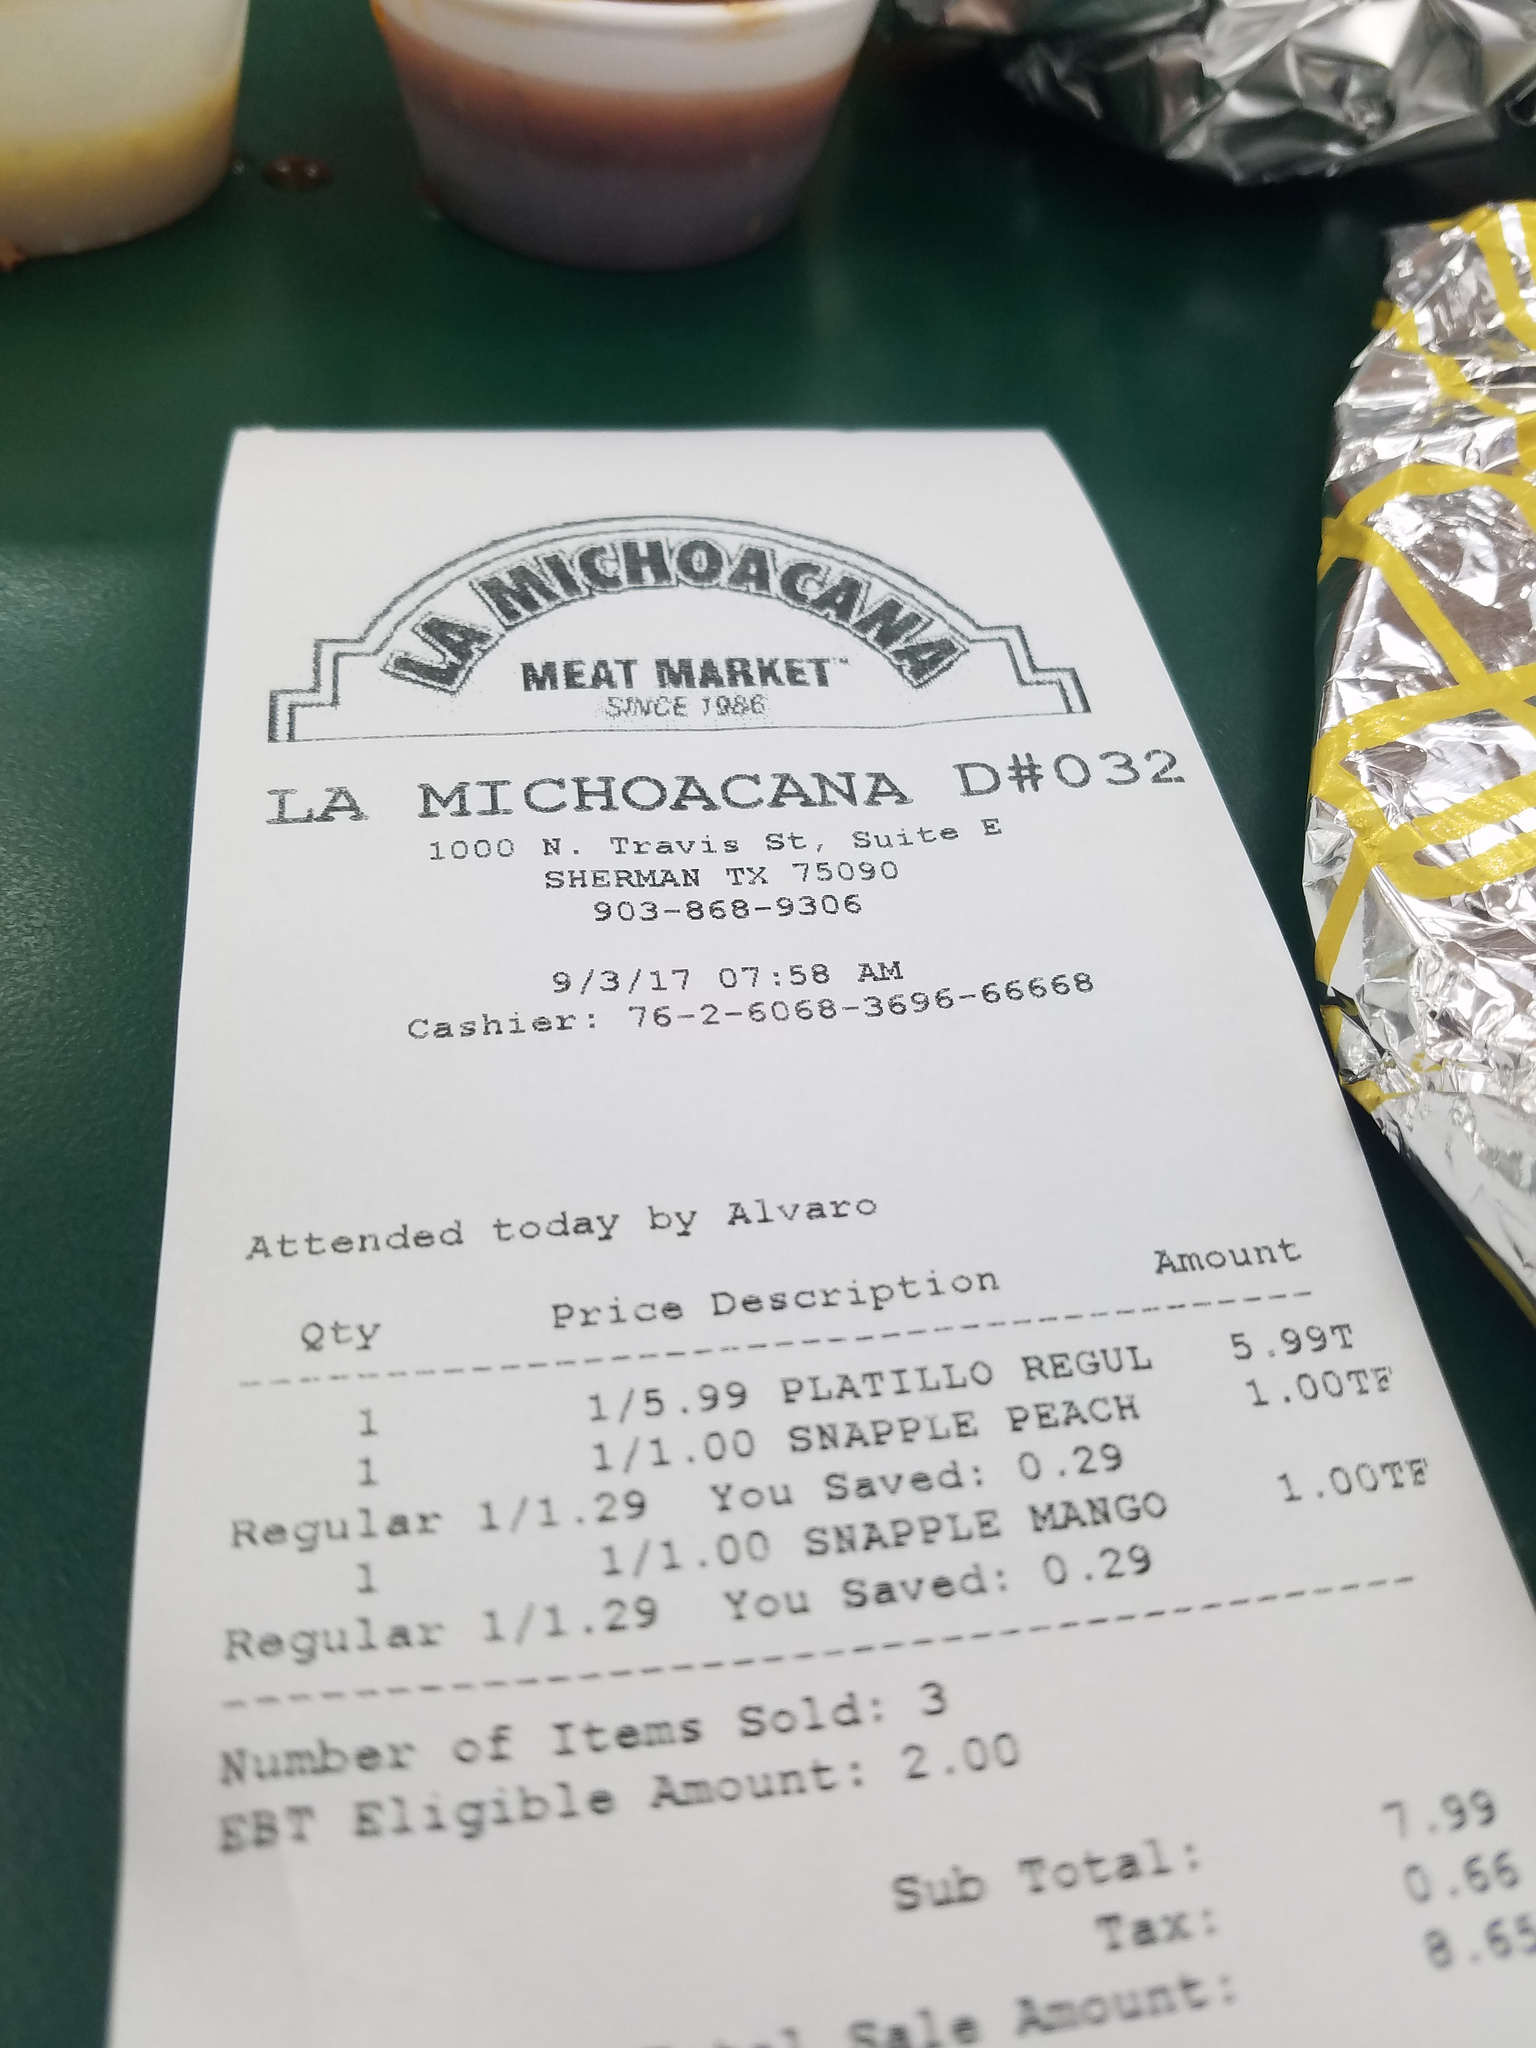 LA MICHOACANA
MEAT MARKET™
SINCE 1986
LA MICHOACANA D#032
1000 N. Travis St, Suite E
SHERMAN TX 75090
903-868-9306
9/3/17 07:58 AM
Cashier: 76-2-6068-3696-66668
Attended today by Alvaro
Qty Price Description Amount
1 1/5.99 PLATILLO REGUL 5.99T
1 1/1.00 SNAPPLE PEACH 1.00TF
Regular 1/1.29 You Saved: 0.29
1 1/1.00 SNAPPLE MANGO 1.00TF
Regular 1/1.29 You Saved: 0.29
Number of Items Sold: 3
EBT Eligible Amount: 2.00
Sub Total: 7.99
Tax: 0.66
Sale Amount: 8.65